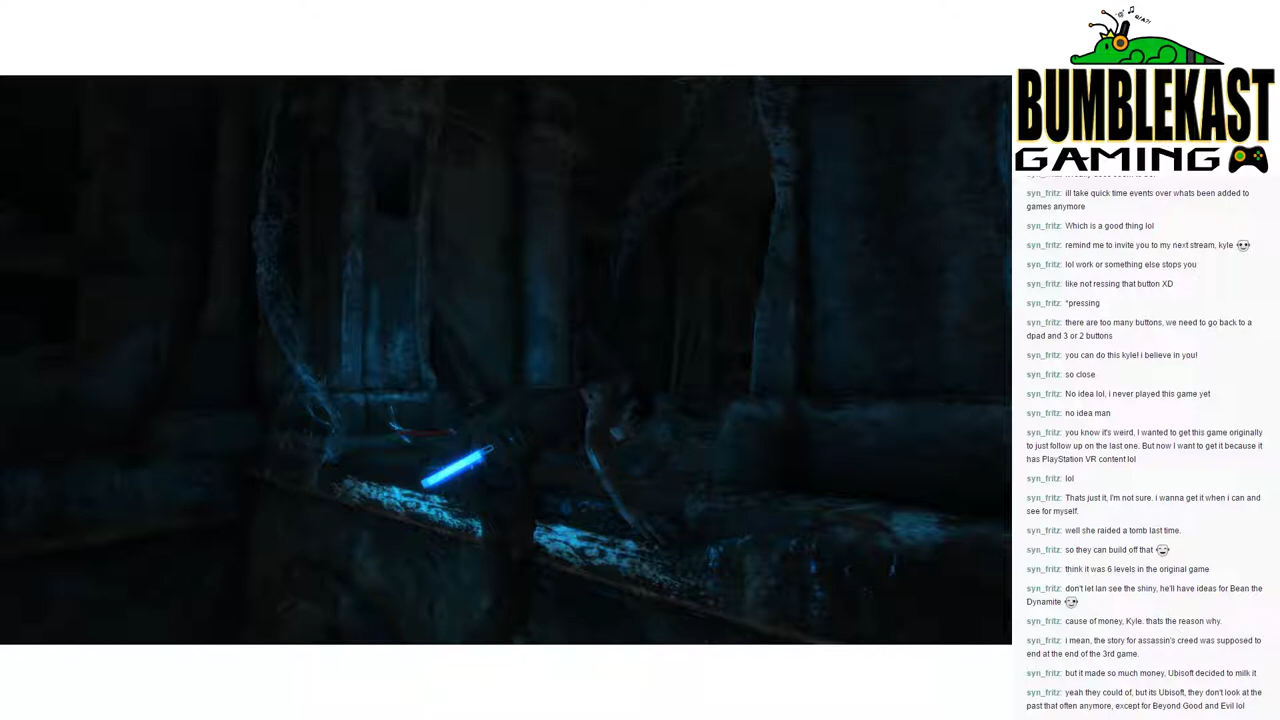 BUMBLEKAST
GAMING
syn_fritz: ill take quick time events over whats been added to
games anymore
syn_fritz: Which is a good thing lol
syn_fritz: remind me to invite you to my next stream, kyle
syn_fritz: lol work or something else stops you
syn_fritz: like not ressing that button XD
syn_fritz: *pressing
syn_fritz: there are too many buttons, we need to go back to a
dpad and 3 or 2 buttons
syn_fritz: you can do this kyle! i believe in you!
syn_fritz: so close
syn_fritz: No idea lol, i never played this game yet
syn_fritz: no idea man
syn_fritz: you know it's weird, I wanted to get this game originally
to just follow up on the last one. But now I want to get it because it
has PlayStation VR content lol
syn_fritz: lol
syn_fritz: Thats just it, I'm not sure. i wanna get it when i can and
see for myself.
syn_fritz: well she raided a tomb last time.
syn_fritz: so they can build off that
syn_fritz: think it was 6 levels in the original game
syn_fritz: don't let Ian see the shiny, he'll have ideas for Bean the
Dynamite
syn_fritz: cause of money, Kyle. thats the reason why.
syn_fritz: i mean, the story for assassin's creed was supposed to
end at the end of the 3rd game.
syn_fritz: but it made so much money, Ubisoft decided to milk it
syn_fritz: yeah they could of, but its Ubisoft, they don't look at the
past that often anymore, except for Beyond Good and Evil lol